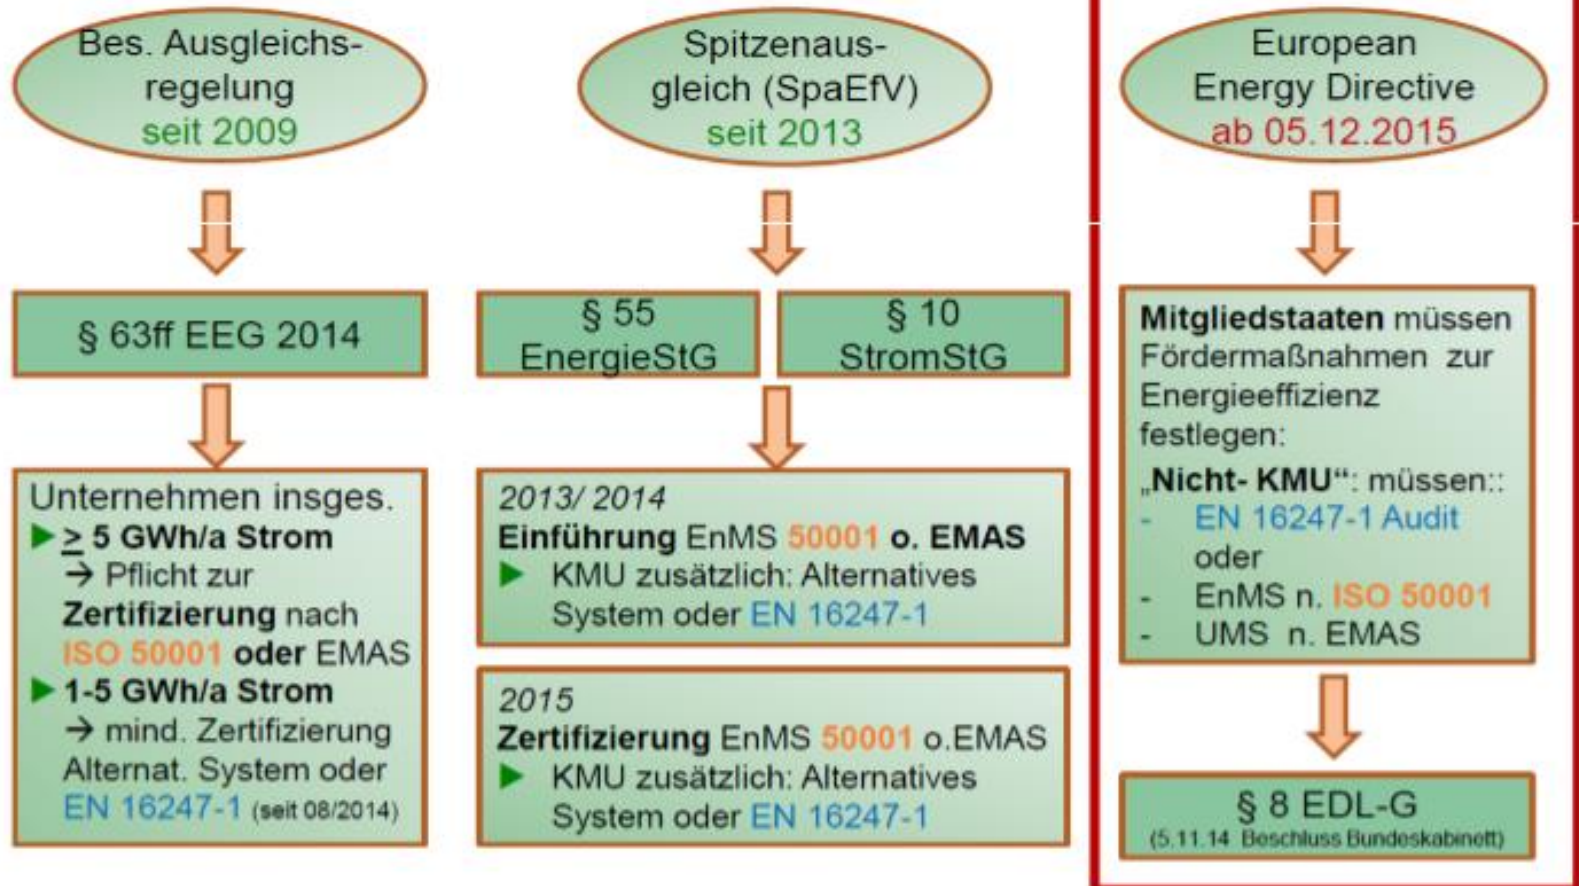 Bes. Ausgleichs-
regelung
seit 2009
§ 63ff EEG 2014
Unternehmen insges.
▶ ≥ 5 GWh/a Strom
→ Pflicht zur
Zertifizierung nach
ISO 50001 oder EMAS
▶ 1-5 GWh/a Strom
→ mind. Zertifizierung
Alternat. System oder
EN 16247-1 (seit 08/2014)
Spitzenaus-
gleich (SpaEfV)
seit 2013
§ 55
EnergieStG
§ 10
StromStG
2013/ 2014
Einführung EnMS 50001 o. EMAS
▶ KMU zusätzlich: Alternatives
System oder EN 16247-1
2015
Zertifizierung EnMS 50001 o.EMAS
▶ KMU zusätzlich: Alternatives
System oder EN 16247-1
European
Energy Directive
ab 05.12.2015
Mitgliedstaaten müssen
Fördermaßnahmen zur
Energieeffizienz
festlegen:
„Nicht- KMU“: müssen::
- EN 16247-1 Audit
oder
- EnMS n. ISO 50001
- UMS n. EMAS
§ 8 EDL-G
(5.11.14 Beschluss Bundeskabinett)